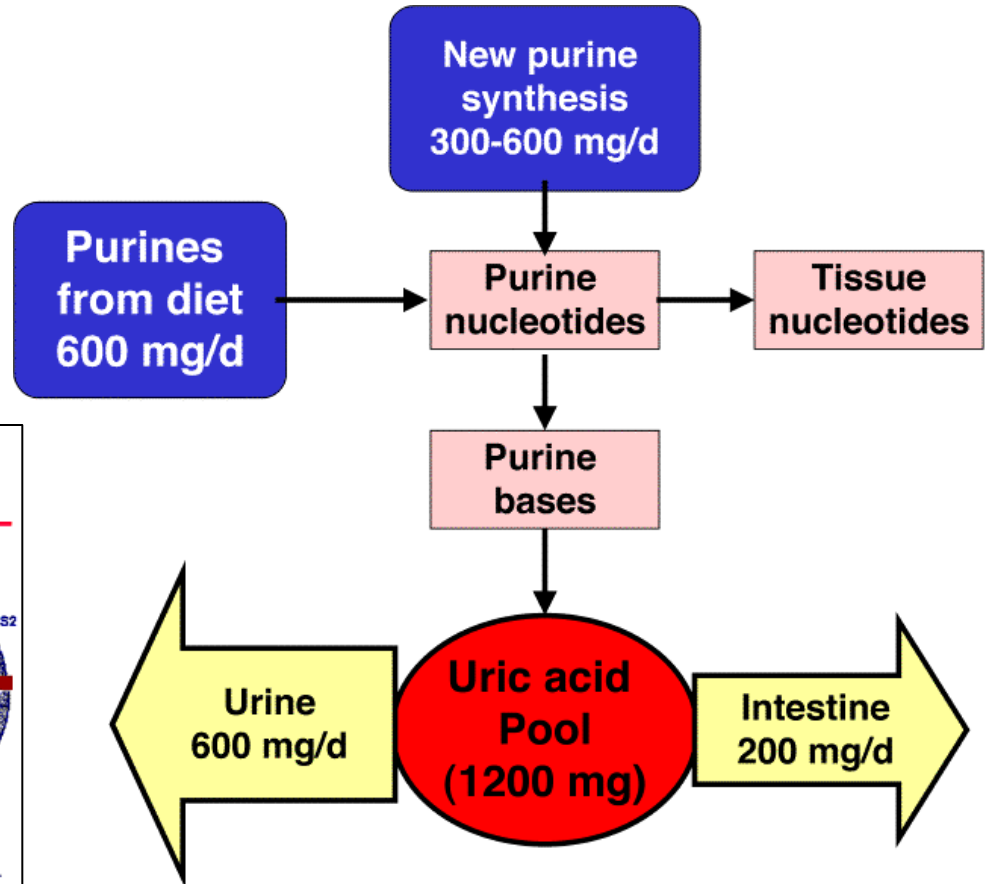 New purine
synthesis
300-600 mg/d
Purines
from diet
600 mg/d
Purine
nucleotides
Tissue
nucleotides
Purine
bases
S2
Urine
600 mg/d
Uric acid
Pool
(1200 mg)
Intestine
200 mg/d